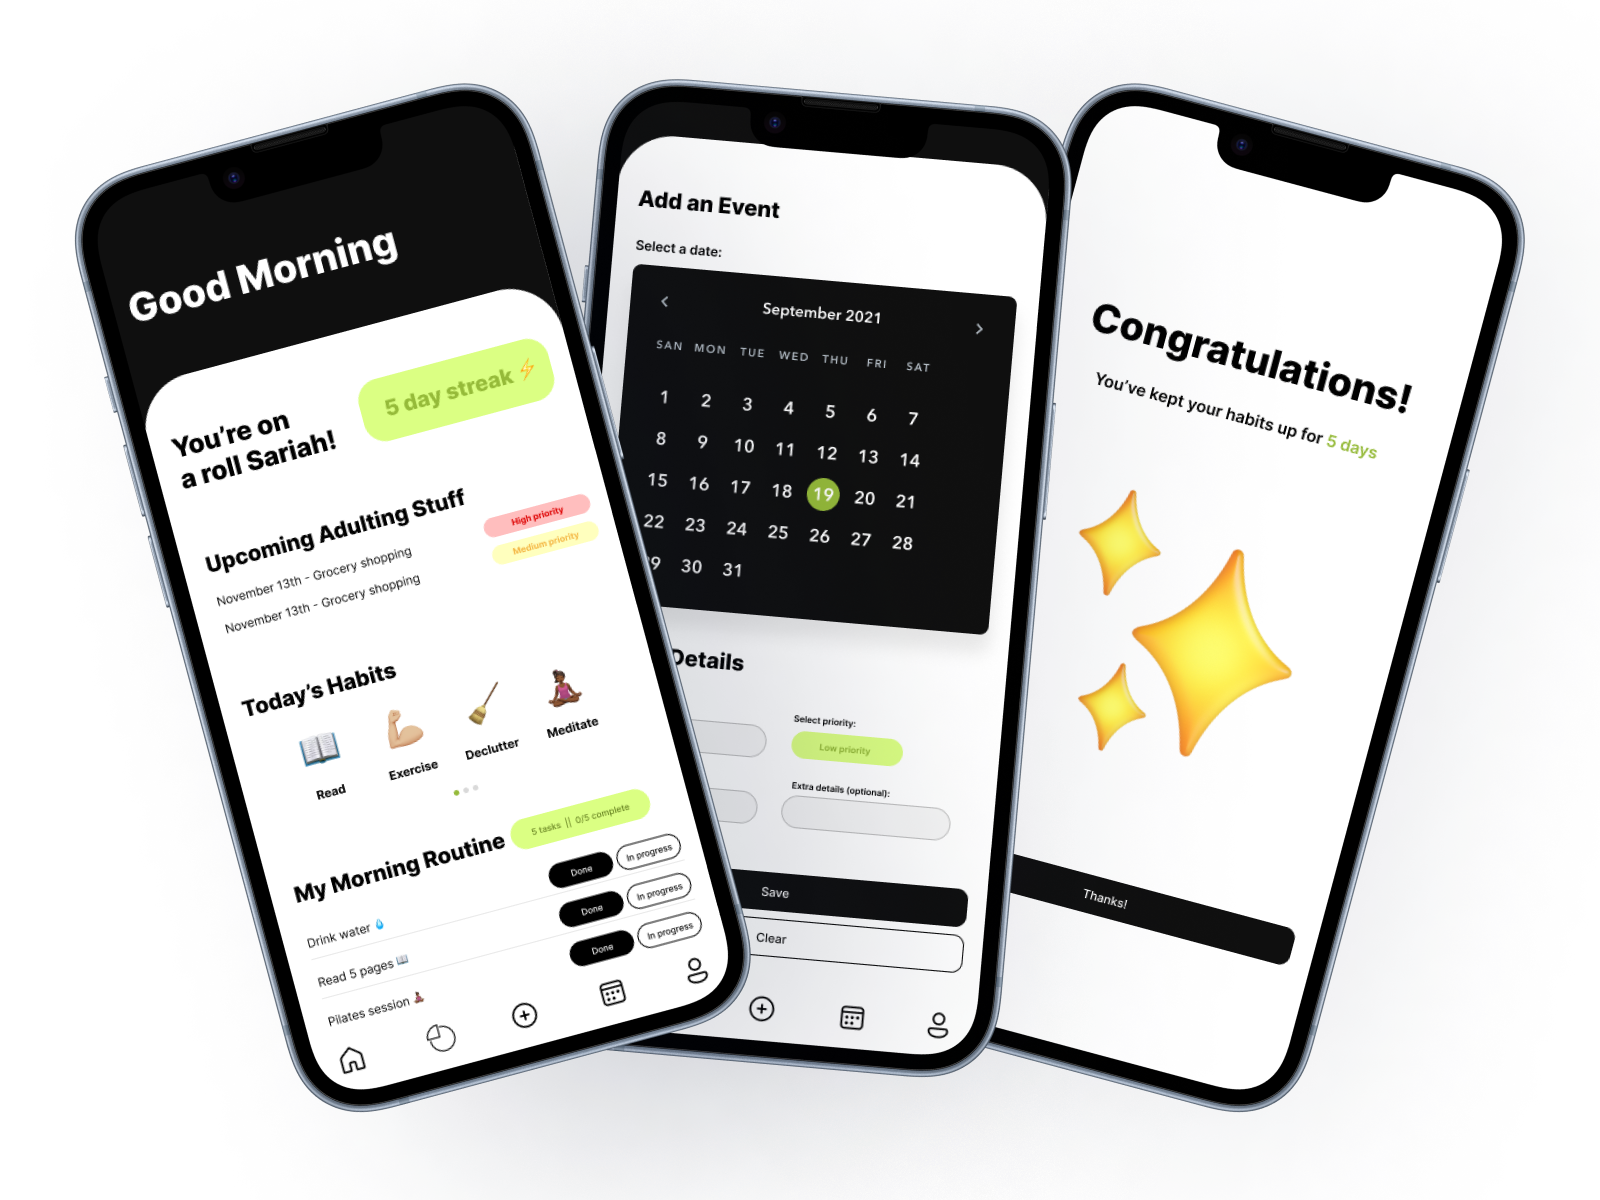 Good Morning
You're on
a roll Sariah!
5 day streak
Upcoming Adulting Stuff
November 13th - Grocery shopping
High priority
November 13th - Grocery shopping
Medium priority
Today's Habits
Read
Exercise
Declutter
Meditate
My Morning Routine
5 tasks || 0/5 complete
Drink water
Done
In progress
Read 5 pages
Done
In progress
Pilates session
Done
In progress
Add an Event
Select a date:
September 2021
SAN MON TUE WED THU FRI SAT
1 2 3 4 5 6 7
8 9 10 11 12 13 14
15 16 17 18 19 20 21
22 23 24 25 26 27 28
30 31
Details
Select priority:
Low priority
Extra details (optional):
Save
Clear
Congratulations!
You've kept your habits up for 5 days
Thanks!